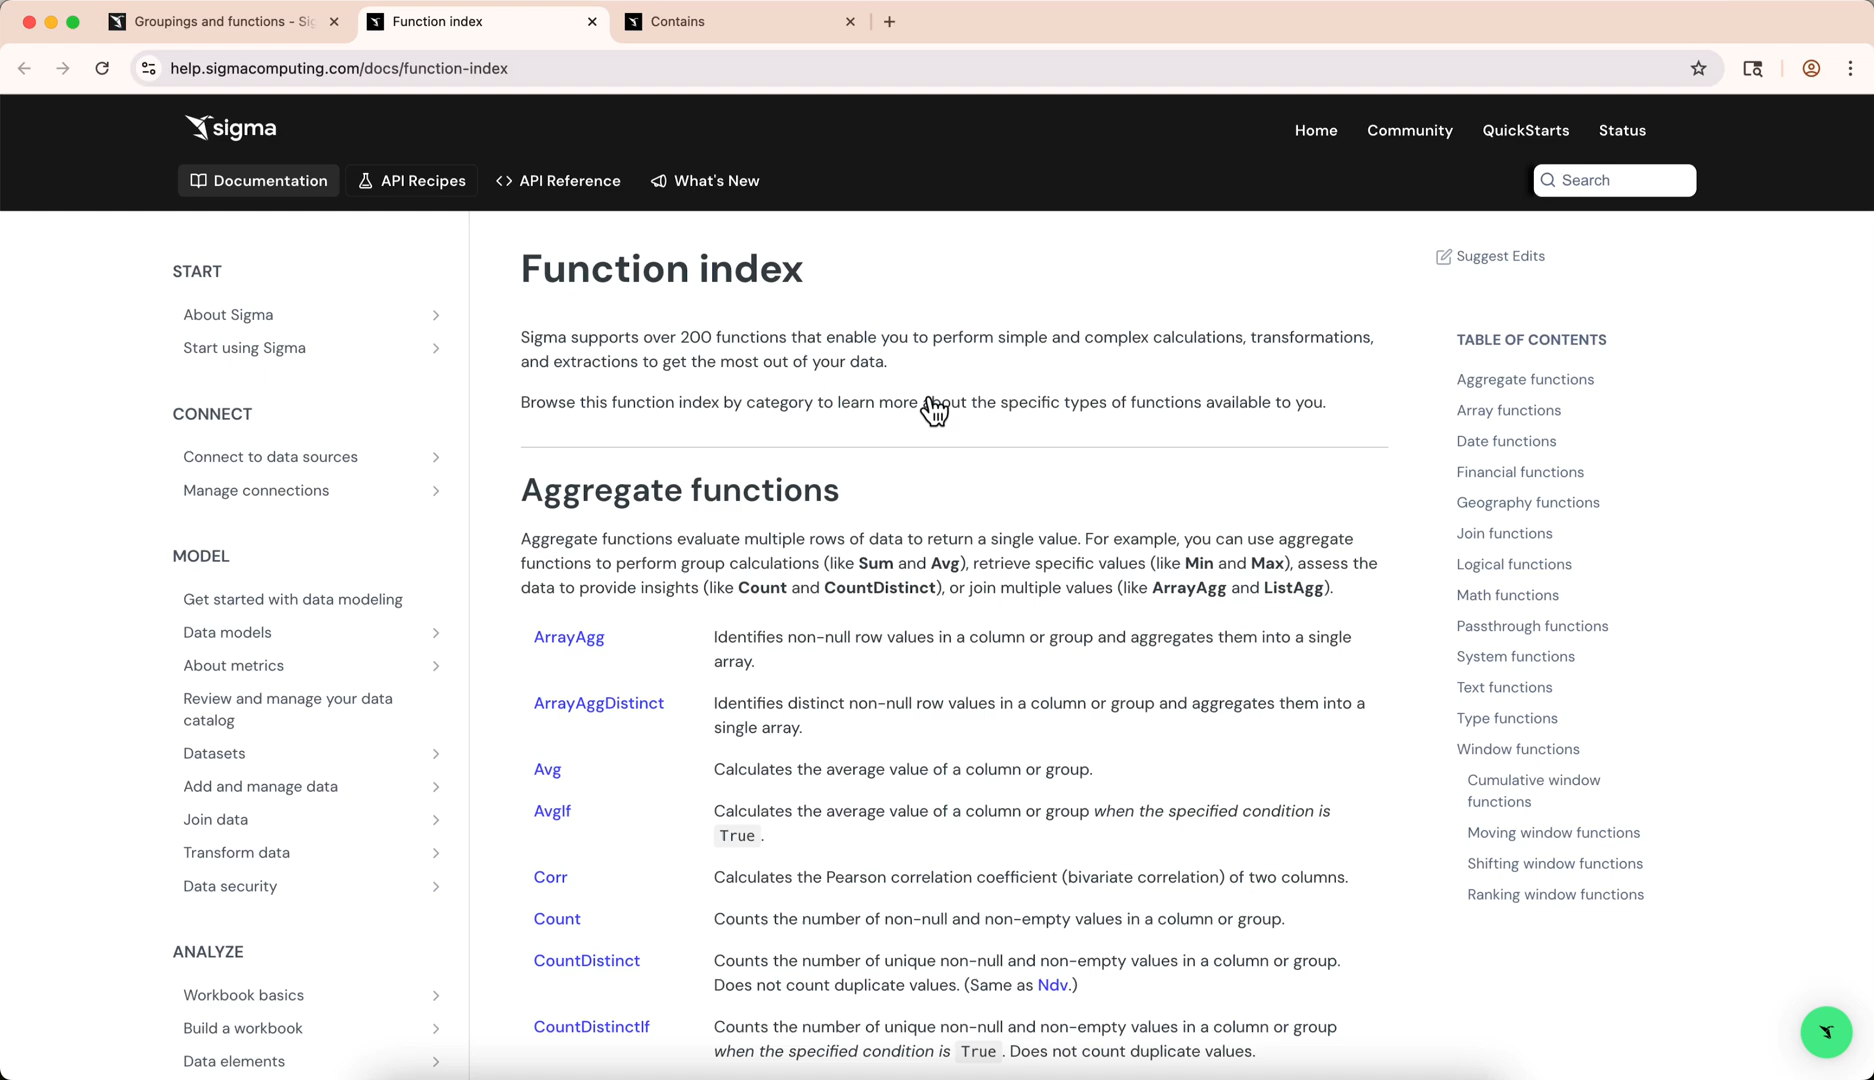 Groupings and functions - Sig
Function index
Contains
help.sigmacomputing.com/docs/function-index
sigma
Home
Community
QuickStarts
Status
Documentation
API Recipes
API Reference
What's New
Search
START
About Sigma
Start using Sigma
CONNECT
Connect to data sources
Manage connections
MODEL
Get started with data modeling
Data models
About metrics
Review and manage your data
catalog
Datasets
Add and manage data
Join data
Transform data
Data security
ANALYZE
Workbook basics
Build a workbook
Data elements
Function index
Sigma supports over 200 functions that enable you to perform simple and complex calculations, transformations,
and extractions to get the most out of your data.
Browse this function index by category to learn more about the specific types of functions available to you.
Aggregate functions
Aggregate functions evaluate multiple rows of data to return a single value. For example, you can use aggregate
functions to perform group calculations (like Sum and Avg), retrieve specific values (like Min and Max), assess the
data to provide insights (like Count and CountDistinct), or join multiple values (like ArrayAgg and ListAgg).
ArrayAgg
Identifies non-null row values in a column or group and aggregates them into a single
array.
ArrayAggDistinct
Identifies distinct non-null row values in a column or group and aggregates them into a
single array.
Avg
Calculates the average value of a column or group.
AvgIf
Calculates the average value of a column or group when the specified condition is
True.
Corr
Calculates the Pearson correlation coefficient (bivariate correlation) of two columns.
Count
Counts the number of non-null and non-empty values in a column or group.
CountDistinct
Counts the number of unique non-null and non-empty values in a column or group.
Does not count duplicate values. (Same as Ndv.)
CountDistinctIf
Counts the number of unique non-null and non-empty values in a column or group
when the specified condition is True. Does not count duplicate values.
Suggest Edits
TABLE OF CONTENTS
Aggregate functions
Array functions
Date functions
Financial functions
Geography functions
Join functions
Logical functions
Math functions
Passthrough functions
System functions
Text functions
Type functions
Window functions
Cumulative window
functions
Moving window functions
Shifting window functions
Ranking window functions